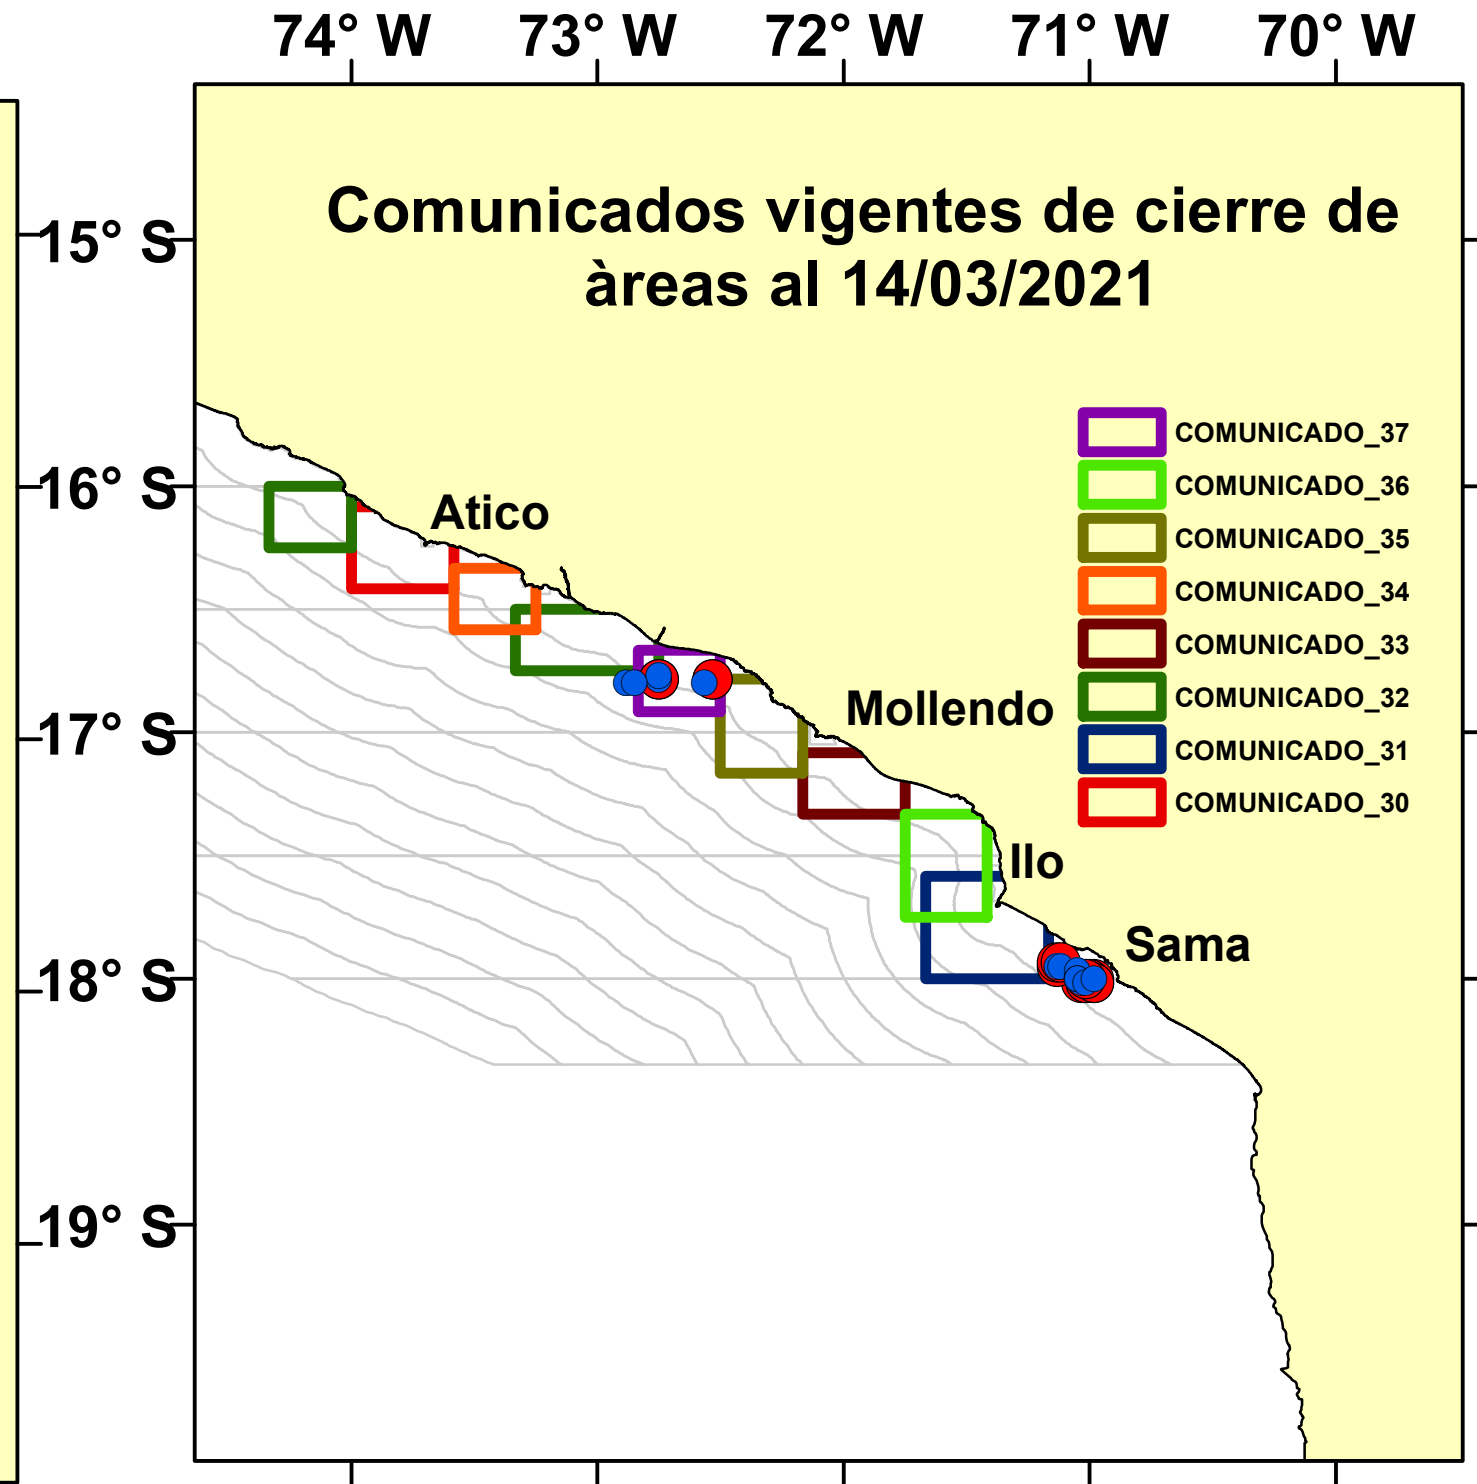 74° W 73° W 72° W 71° W 70° W
Comunicados vigentes de cierre de
àreas al 14/03/2021
15° S
16° S
17° S
18° S
19° S
COMUNICADO_37
COMUNICADO_36
COMUNICADO_35
COMUNICADO_34
COMUNICADO_33
COMUNICADO_32
COMUNICADO_31
COMUNICADO_30
Atico
Mollendo
Ilo
Sama